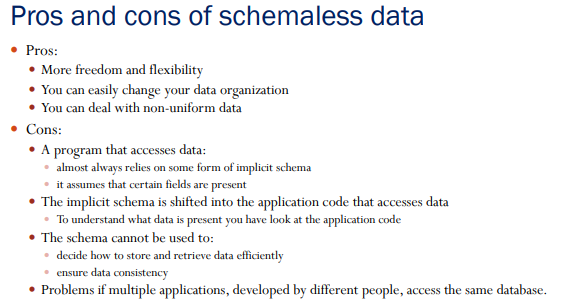 Pros and cons of schemaless data
• Pros:
• More freedom and flexibility
• You can easily change your data organization
• You can deal with non-uniform data
• Cons:
• A program that accesses data:
• almost always relies on some form of implicit schema
• it assumes that certain fields are present
• The implicit schema is shifted into the application code that accesses data
• To understand what data is present you have look at the application code
• The schema cannot be used to:
• decide how to store and retrieve data efficiently
• ensure data consistency
• Problems if multiple applications, developed by different people, access the same database.